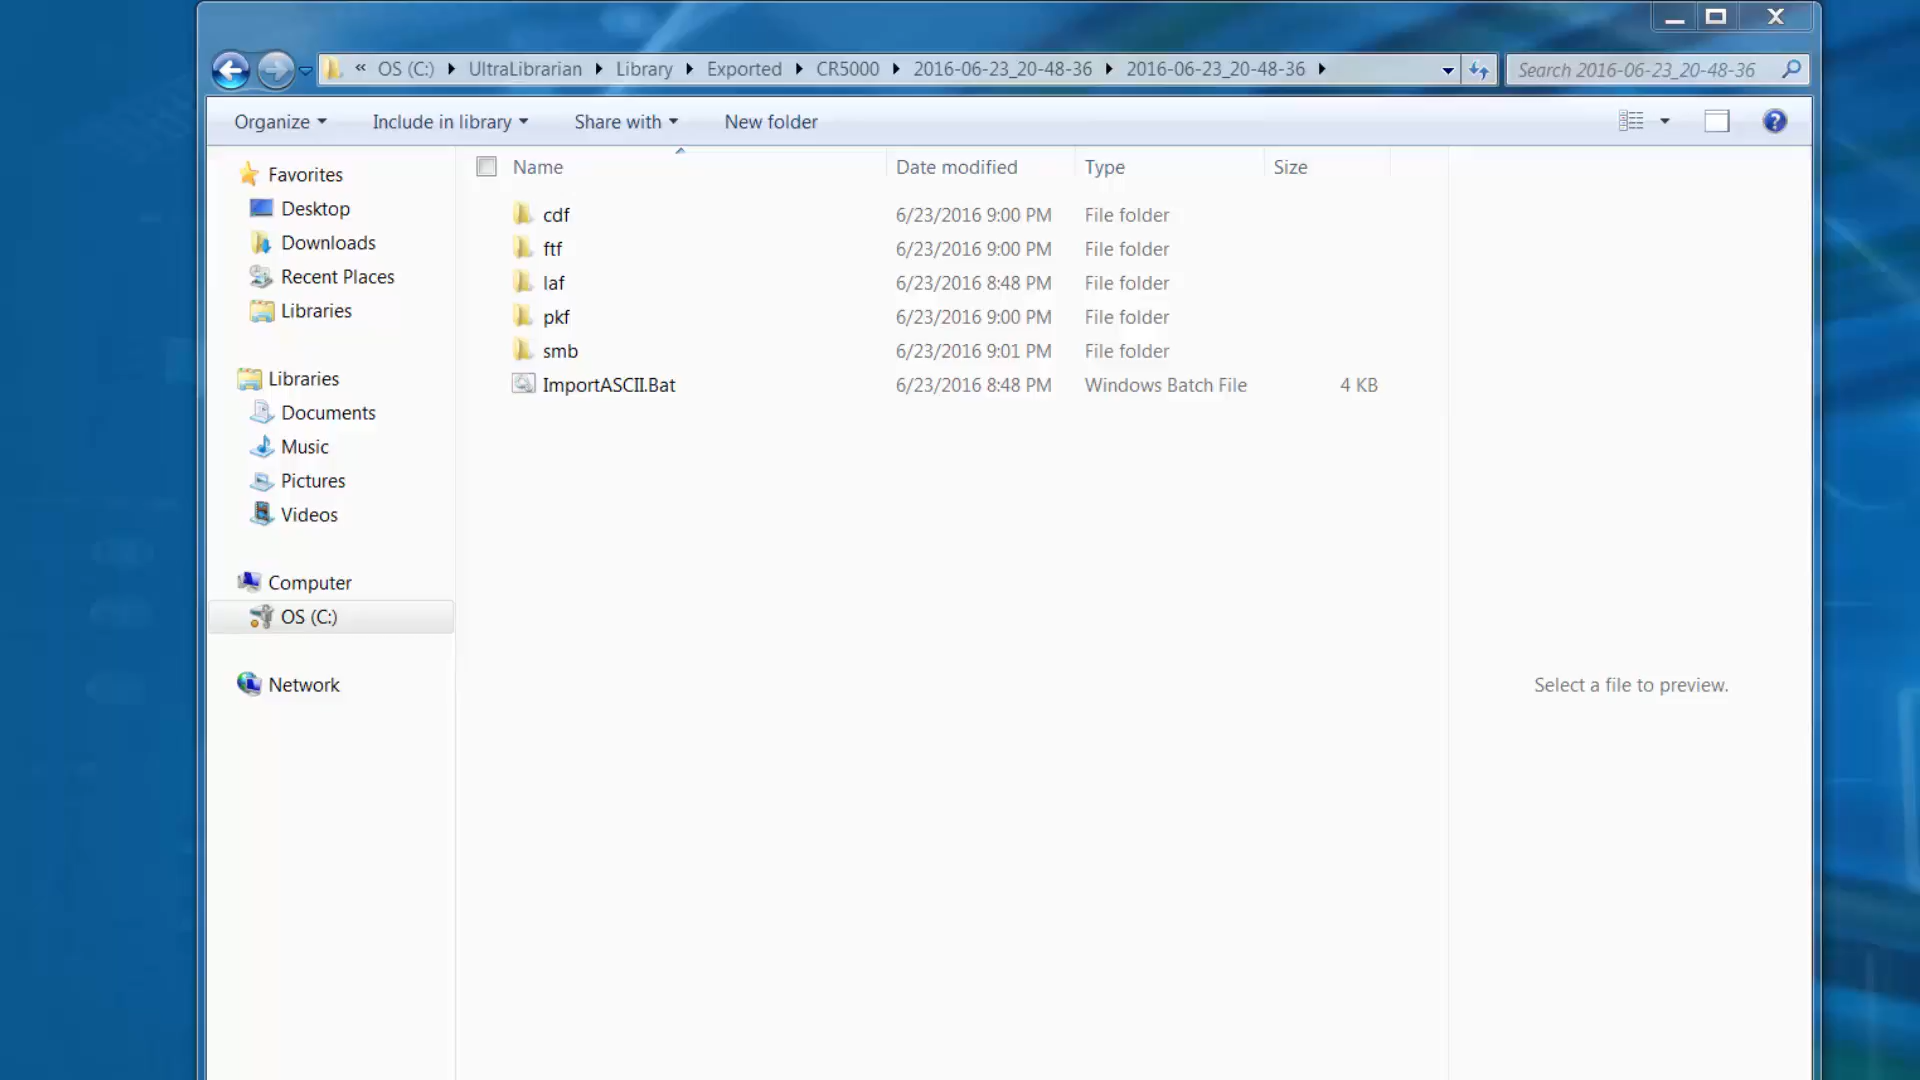 « OS (C:) UltraLibrarian Library Exported CR5000 2016-06-23_20-48-36 2016-06-23_20-48-36
Search 2016-06-23_20-48-36
Organize Include in library Share with New folder
Favorites
Desktop
Downloads
Recent Places
Libraries
Libraries
Documents
Music
Pictures
Videos
Computer
OS (C:)
Network
Name Date modified Type Size
cdf 6/23/2016 9:00 PM File folder
ftf 6/23/2016 9:00 PM File folder
laf 6/23/2016 8:48 PM File folder
pkf 6/23/2016 9:00 PM File folder
smb 6/23/2016 9:01 PM File folder
ImportASCII.Bat 6/23/2016 8:48 PM Windows Batch File 4 KB
Select a file to preview.